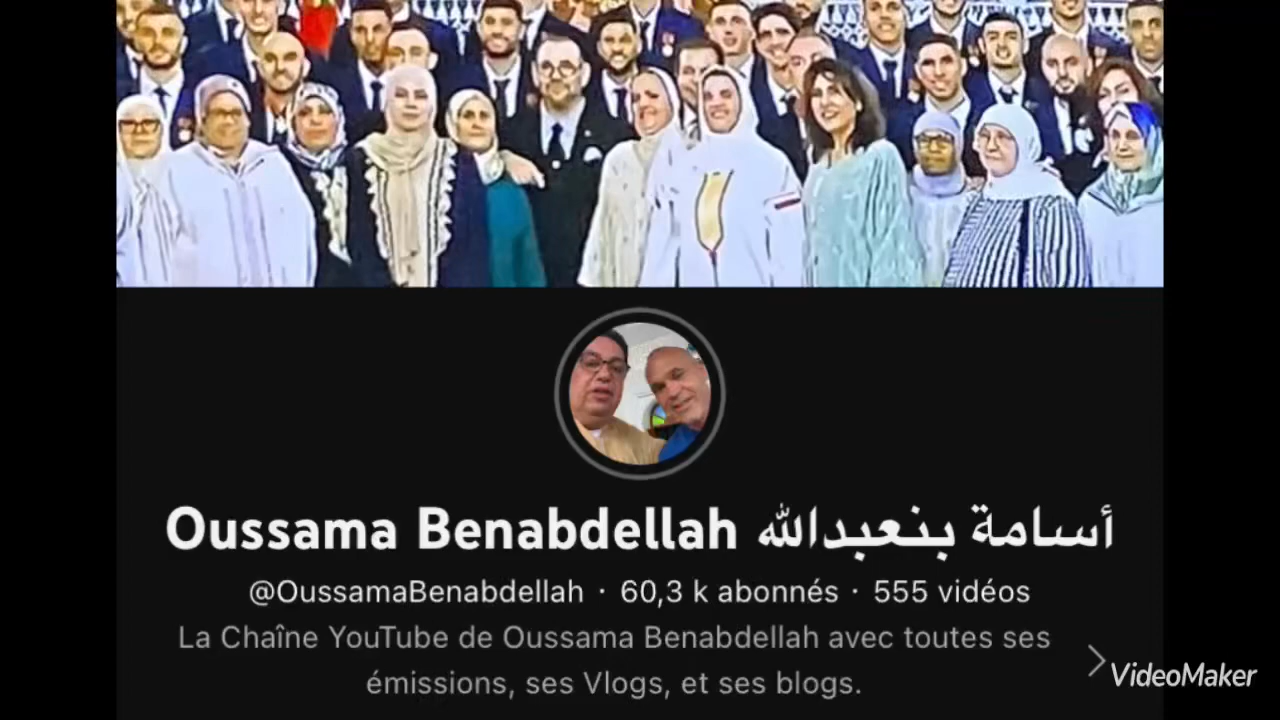 Oussama Benabdellah أسامة بنعبدالله
@OussamaBenabdellah · 60,3 k abonnés · 555 vidéos
La Chaîne YouTube de Oussama Benabdellah avec toutes ses
émissions, ses Vlogs, et ses blogs.
VideoMaker